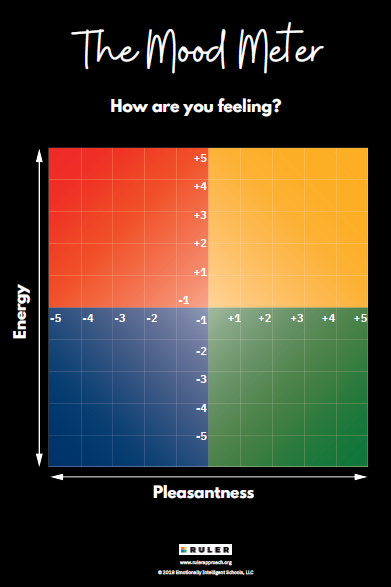 The Mood Meter
How are you feeling?
+5
+4
+3
+2
+1
-1
-5 -4 -3 -2 -1 +1 +2 +3 +4 +5
-2
-3
-4
-5
Energy
Pleasantness
RULER
www.rulerapproach.org
© 2018 Emotionally Intelligent Schools, LLC